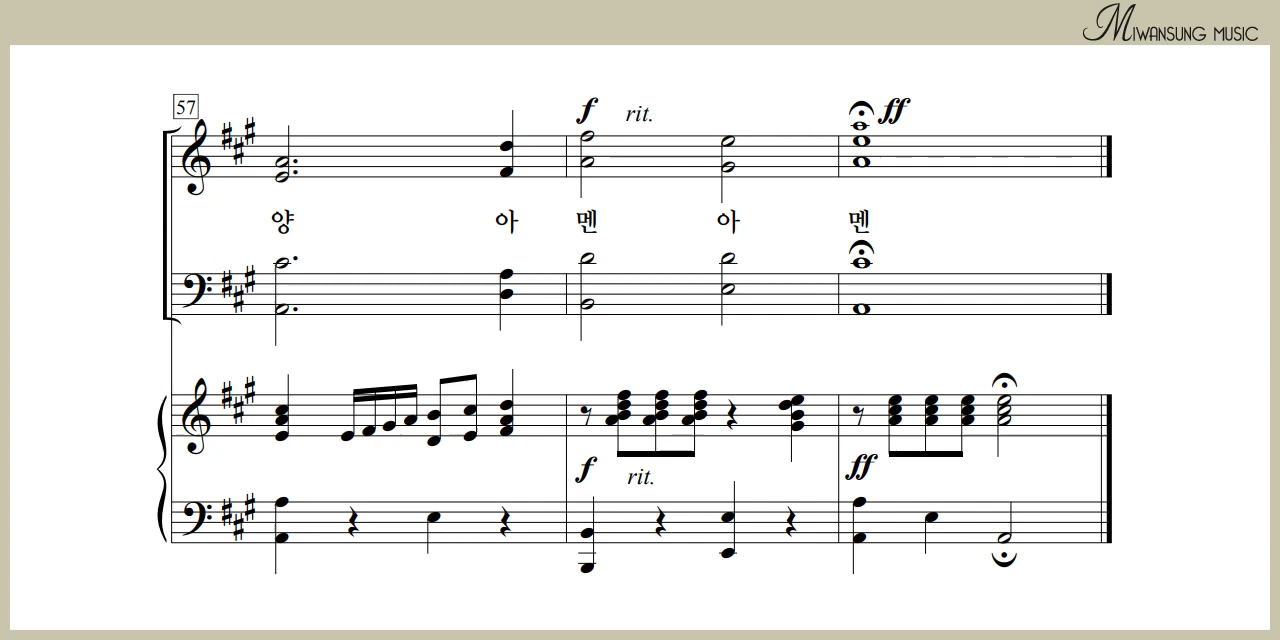 MIWANSUNG MUSIC
57
f rit. ff
양 아 멘 아 멘
f rit. ff